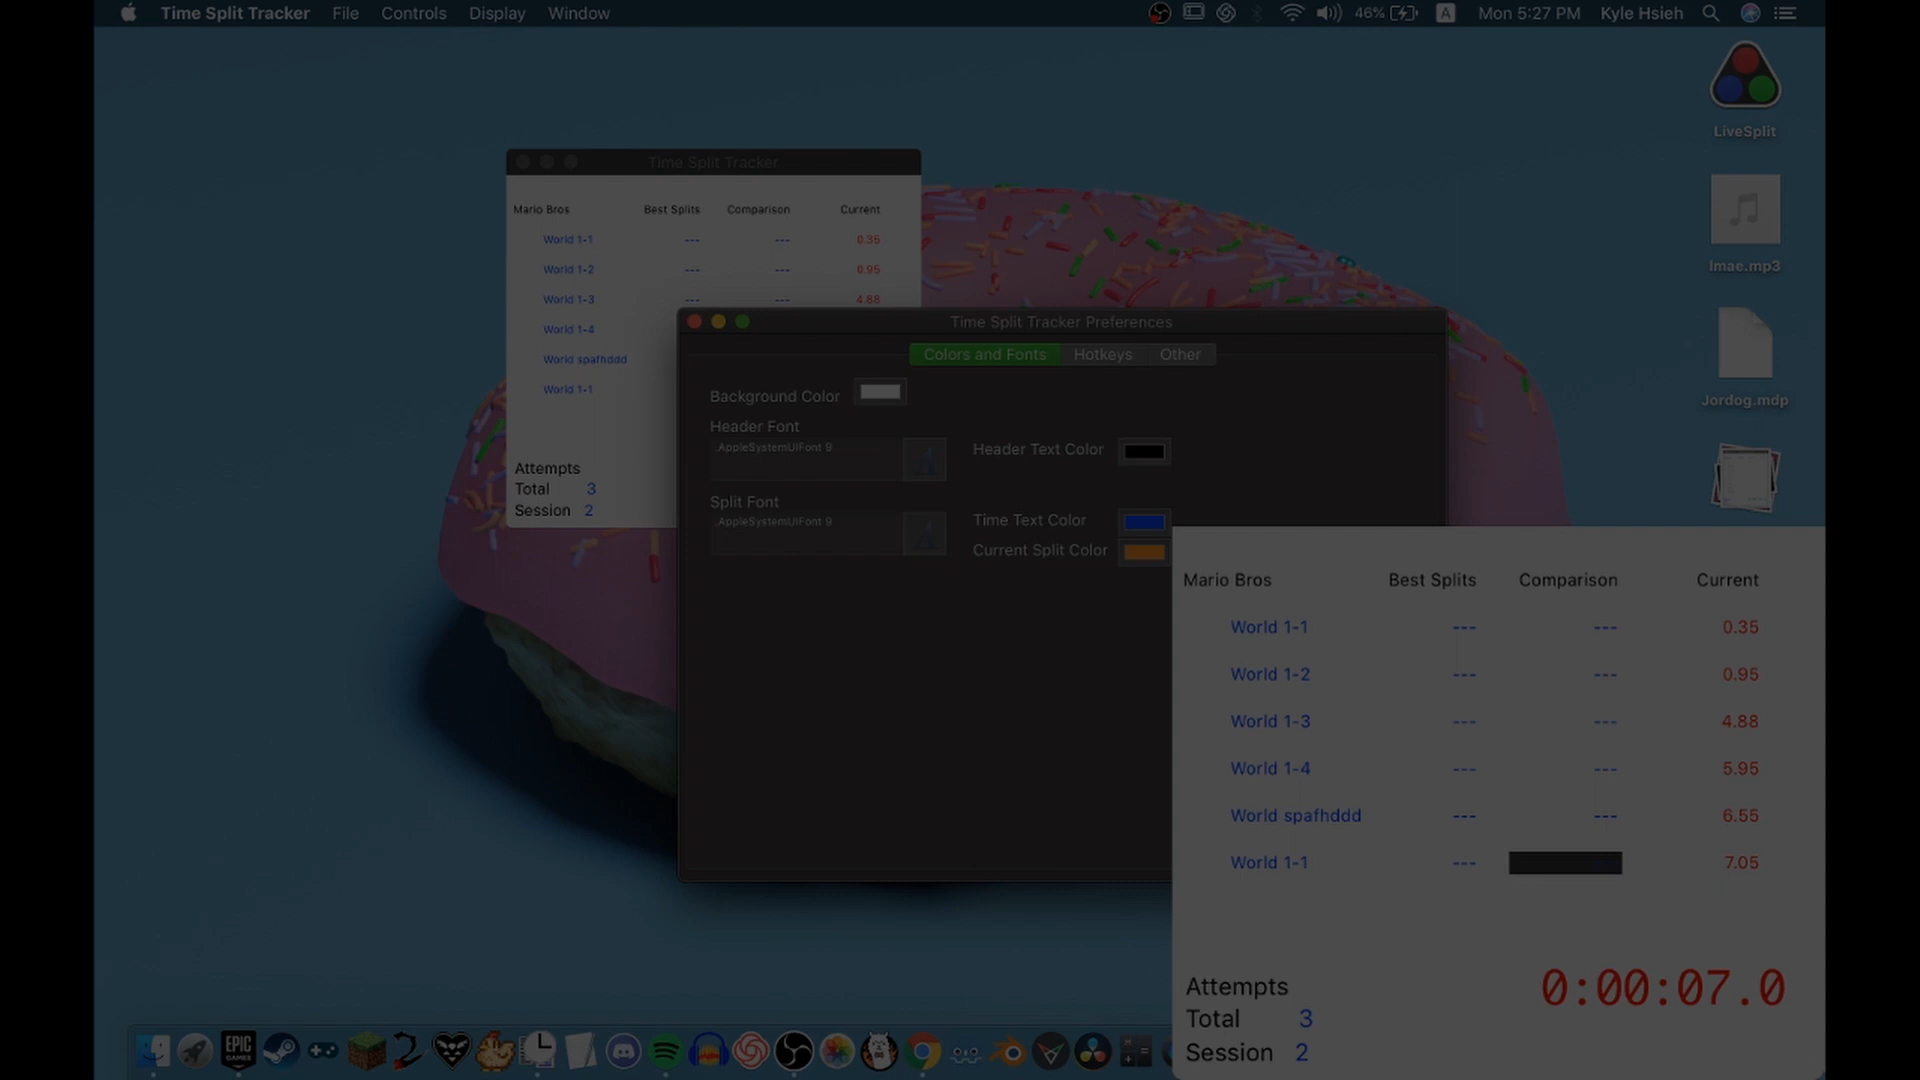 Time Split Tracker File Controls Display Window 46% A Mon 5:27 PM Kyle Hsieh
LiveSplit
lmae.mp3
Jordog.mdp
Time Split Tracker
Mario Bros Best Splits Comparison Current
World 1-1 --- --- 0.35
World 1-2 --- --- 0.95
World 1-3 --- --- 4.88
World 1-4
World spafhddd
World 1-1
Attempts
Total 3
Session 2
Time Split Tracker Preferences
Colors and Fonts Hotkeys Other
Background Color
Header Font
.AppleSystemUIFont 9
Header Text Color
Split Font
.AppleSystemUIFont 9
Time Text Color
Current Split Color
Mario Bros Best Splits Comparison Current
World 1-1 --- --- 0.35
World 1-2 --- --- 0.95
World 1-3 --- --- 4.88
World 1-4 --- --- 5.95
World spafhddd --- --- 6.55
World 1-1 --- 7.05
0:00:07.0
Attempts
Total 3
Session 2
EPIC
GAMES